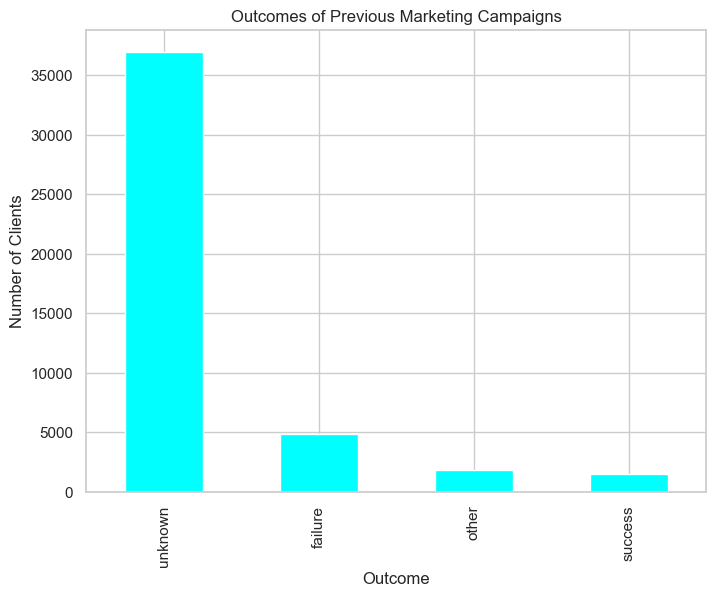 Outcomes of Previous Marketing Campaigns
Number of Clients
35000
30000
25000
20000
15000
10000
5000
0
unknown
failure
other
success
Outcome